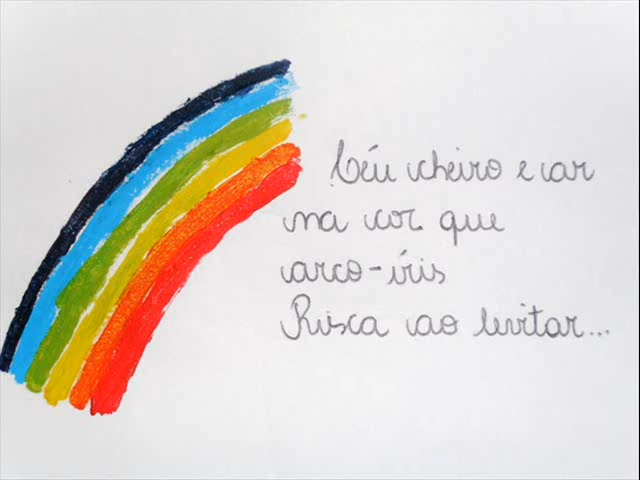 Céu cheiro e ar
na cor que
arco-íris
Risca ao levitar...